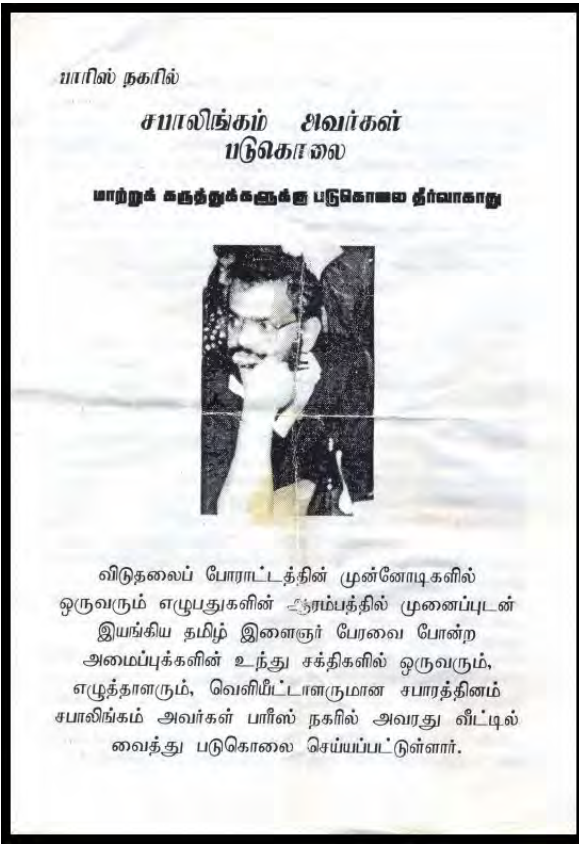 பாரிஸ் நகரில்
சபாலிங்கம் அவர்கள்
படுகொலை
மாற்றுக் கருத்துக்களுக்கு படுகொலை தீர்வாகாது
விடுதலைப் போராட்டத்தின் முன்னோடிகளில்
ஒருவரும் எழுபதுகளின் ஆரம்பத்தில் முனைப்புடன்
இயங்கிய தமிழ் இளைஞர் பேரவை போன்ற
அமைப்புக்களின் உந்து சக்திகளில் ஒருவரும்,
எழுத்தாளரும், வெளியீட்டாளருமான சபாரத்தினம்
சபாலிங்கம் அவர்கள் பாரீஸ் நகரில் அவரது வீட்டில்
வைத்து படுகொலை செய்யப்பட்டுள்ளார்.